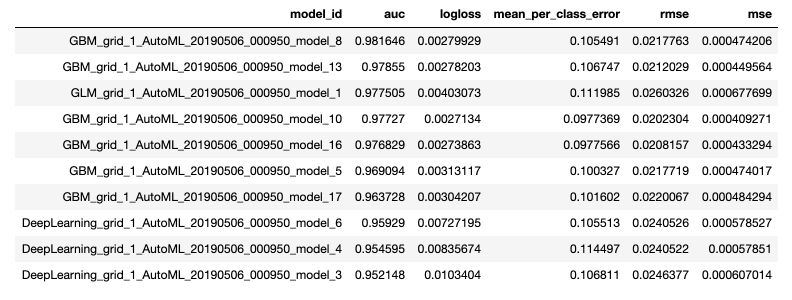 model_id auc logloss mean_per_class_error rmse mse
GBM_grid_1_AutoML_20190506_000950_model_8 0.981646 0.00279929 0.105491 0.0217763 0.000474206
GBM_grid_1_AutoML_20190506_000950_model_13 0.97855 0.00278203 0.106747 0.0212029 0.000449564
GLM_grid_1_AutoML_20190506_000950_model_1 0.977505 0.00403073 0.111985 0.0260326 0.000677699
GBM_grid_1_AutoML_20190506_000950_model_10 0.97727 0.0027134 0.0977369 0.0202304 0.000409271
GBM_grid_1_AutoML_20190506_000950_model_16 0.976829 0.00273863 0.0977566 0.0208157 0.000433294
GBM_grid_1_AutoML_20190506_000950_model_5 0.969094 0.00313117 0.100327 0.0217719 0.000474017
GBM_grid_1_AutoML_20190506_000950_model_17 0.963728 0.00304207 0.101602 0.0220067 0.000484294
DeepLearning_grid_1_AutoML_20190506_000950_model_6 0.95929 0.00727195 0.105513 0.0240526 0.000578527
DeepLearning_grid_1_AutoML_20190506_000950_model_4 0.954595 0.00835674 0.114497 0.0240522 0.00057851
DeepLearning_grid_1_AutoML_20190506_000950_model_3 0.952148 0.0103404 0.106811 0.0246377 0.000607014